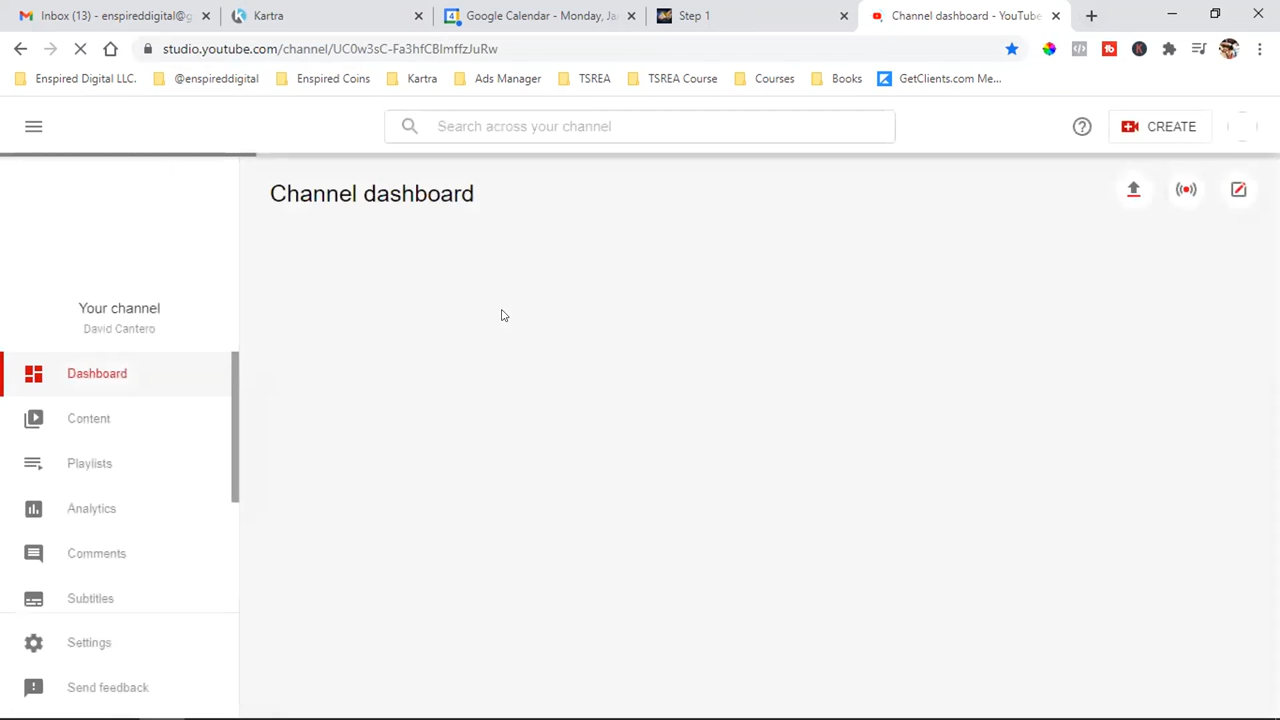 Inbox (13) - enspireddigital@g
Kartra
Google Calendar - Monday, Ja
Step 1
Channel dashboard - YouTube
studio.youtube.com/channel/UC0w3sC-Fa3hfCBlmffzJuRw
Enspired Digital LLC.
@enspireddigital
Enspired Coins
Kartra
Ads Manager
TSREA
TSREA Course
Courses
Books
GetClients.com Me...
Search across your channel
CREATE
Channel dashboard
Your channel
David Cantero
Dashboard
Content
Playlists
Analytics
Comments
Subtitles
Settings
Send feedback